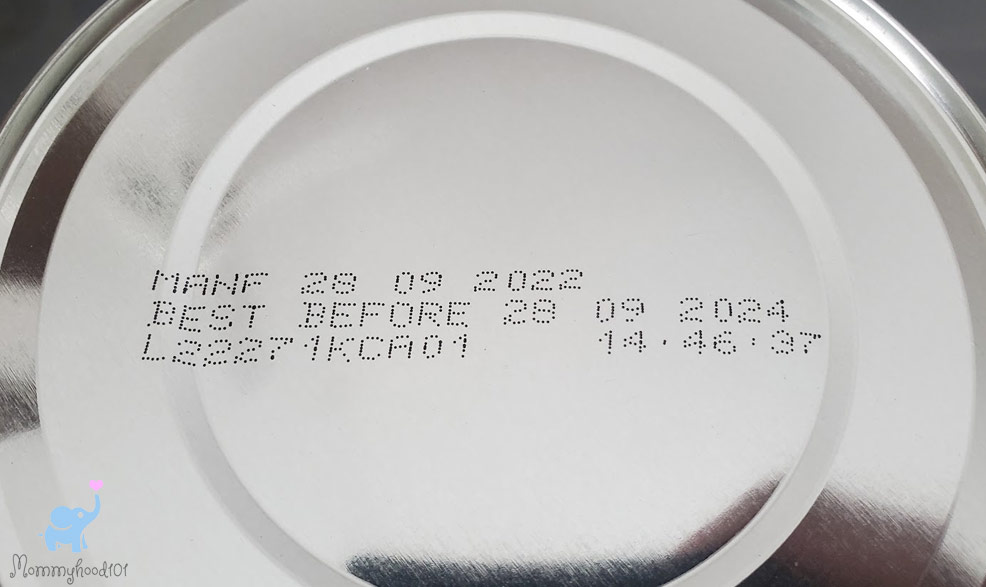 MANF 28 09 2022
BEST BEFORE 28 09 2024
L22271KCA01 14:46:37
Mommyhood101